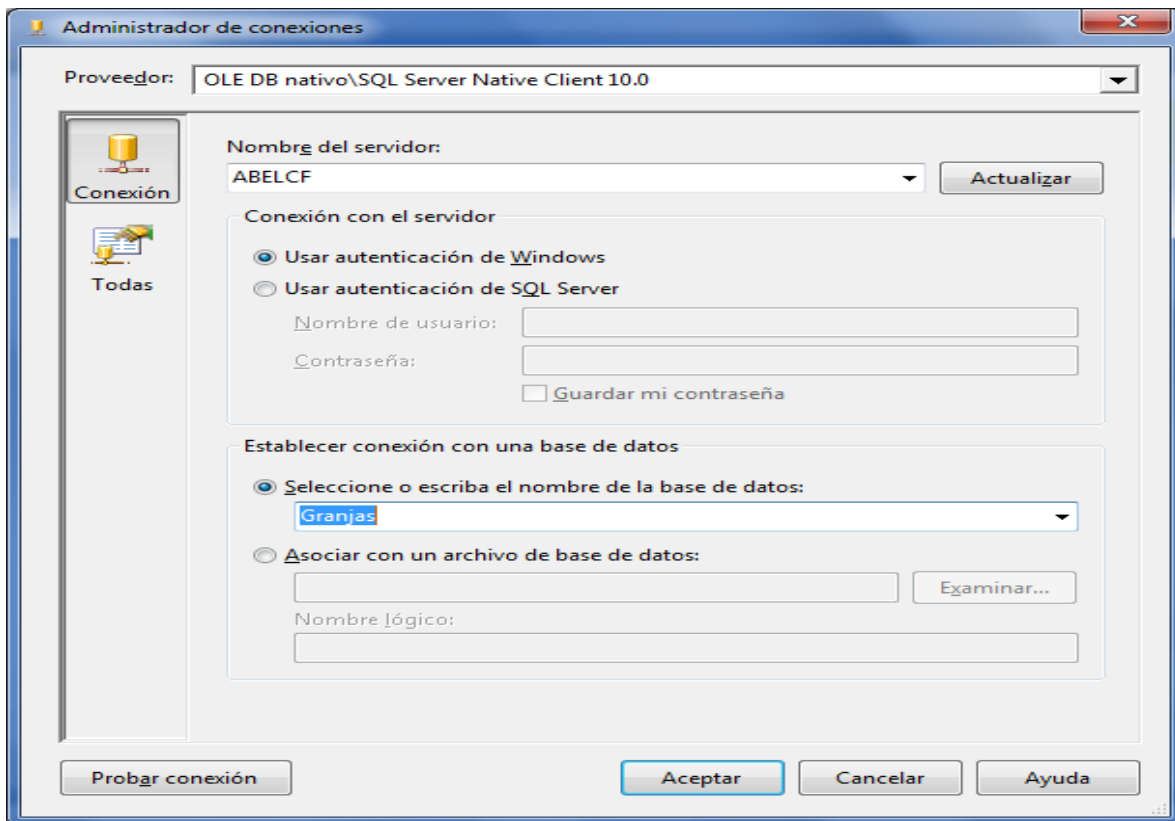 Administrador de conexiones
Proveedor: OLE DB nativo\SQL Server Native Client 10.0
Conexión
Todas
Nombre del servidor:
ABELCF Actualizar
Conexión con el servidor
Usar autenticación de Windows
Usar autenticación de SQL Server
Nombre de usuario:
Contraseña:
Guardar mi contraseña
Establecer conexión con una base de datos
Seleccione o escriba el nombre de la base de datos:
Granjas
Asociar con un archivo de base de datos:
Examinar...
Nombre lógico:
Probar conexión Aceptar Cancelar Ayuda